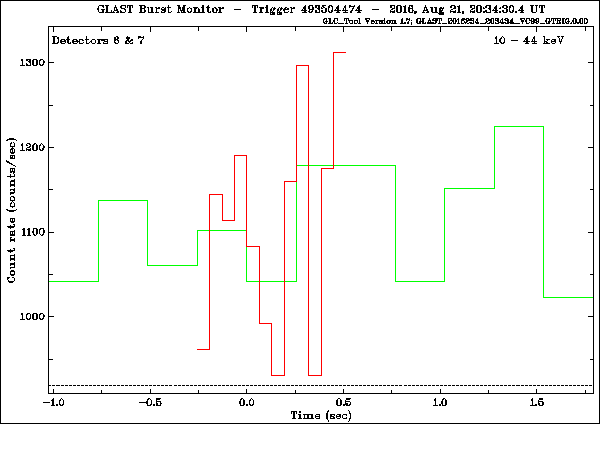 GLAST Burst Monitor - Trigger 493504474 - 2016, Aug 21, 20:34:30.4 UT
GLC_Tool Version 1.7; GLAST_2016234_203434_VC09_GTRIG.0.00
Detectors 6 & 7
10 - 44 keV
1300
1200
1100
1000
Count rate (counts/sec)
-1.0 -0.5 0.0 0.5 1.0 1.5
Time (sec)